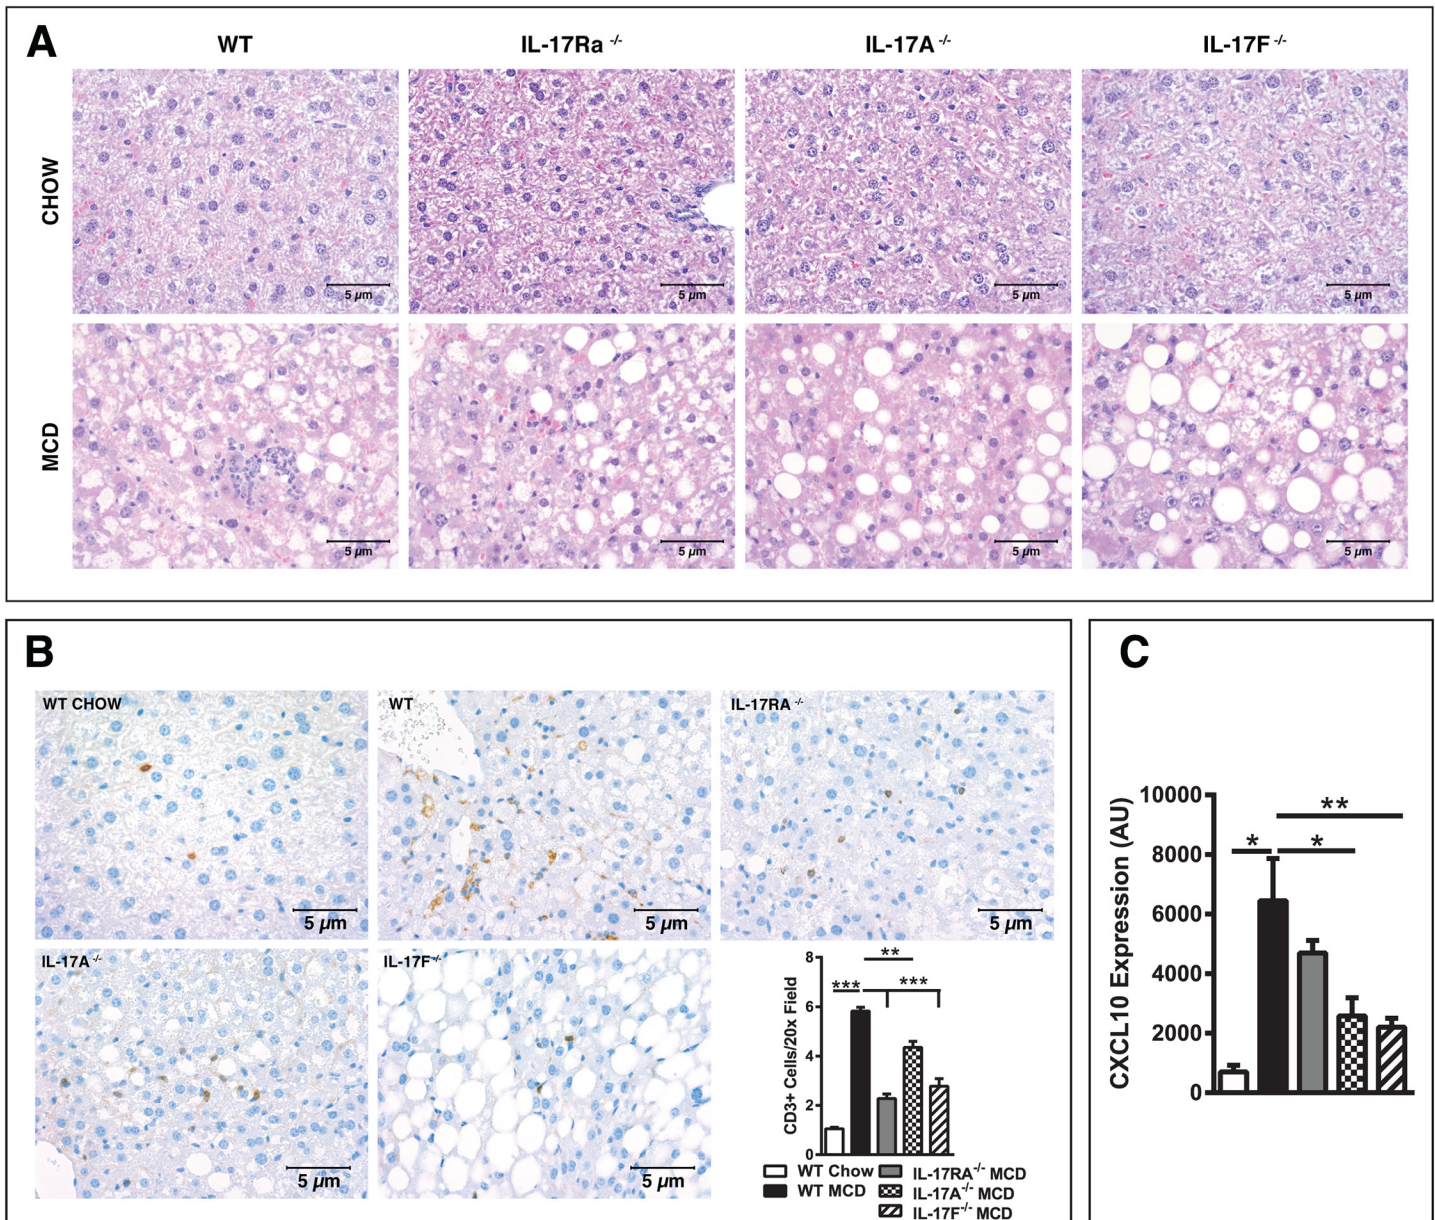 A
WT IL-17Ra -/- IL-17A -/- IL-17F -/-
CHOW
5 µm 5 µm 5 µm 5 µm
MCD
5 µm 5 µm 5 µm 5 µm
B
WT CHOW WT IL-17RA -/-
5 µm 5 µm 5 µm
IL-17A -/- IL-17F -/-
5 µm 5 µm
CD3+ Cells/20x Field
8
6
4
2
0
*** ** ***
WT Chow IL-17RA-/- MCD
WT MCD IL-17A-/- MCD
IL-17F-/- MCD
C
CXCL10 Expression (AU)
10000
8000
6000
4000
2000
0
* * **